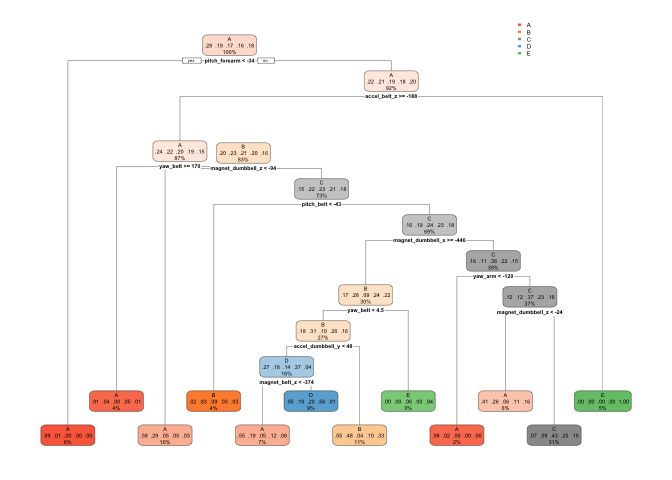 A
B
C
D
E
A
.28 .19 .17 .16 .18
100%
yes pitch_forearm < -34 no
A
.22 .21 .19 .18 .20
92%
accel_belt_z >= -188
A
.24 .22 .20 .19 .15
87%
yaw_belt >= 170
B
.20 .23 .21 .20 .16
83%
magnet_dumbbell_z < -94
C
.15 .22 .23 .21 .18
73%
pitch_belt < -43
C
.16 .19 .24 .23 .18
69%
magnet_dumbbell_x >= -446
C
.16 .11 .36 .22 .15
39%
yaw_arm < -120
B
.17 .28 .09 .24 .22
30%
yaw_belt < 4.5
C
.12 .12 .37 .23 .16
37%
magnet_dumbbell_z < -24
B
.18 .31 .10 .26 .16
27%
accel_dumbbell_y < 48
D
.27 .18 .14 .37 .04
16%
magnet_belt_z > -374
A
.91 .04 .00 .05 .01
4%
B
.02 .83 .09 .03 .03
4%
D
.05 .18 .20 .56 .01
9%
E
.00 .00 .06 .00 .94
3%
A
.41 .26 .06 .11 .16
6%
E
.00 .00 .00 .00 1.00
5%
A
.99 .01 .00 .00 .00
8%
A
.58 .29 .05 .05 .03
10%
A
.55 .19 .05 .12 .08
7%
B
.05 .48 .04 .10 .33
11%
A
.98 .02 .00 .00 .00
2%
C
.07 .09 .43 .25 .16
31%